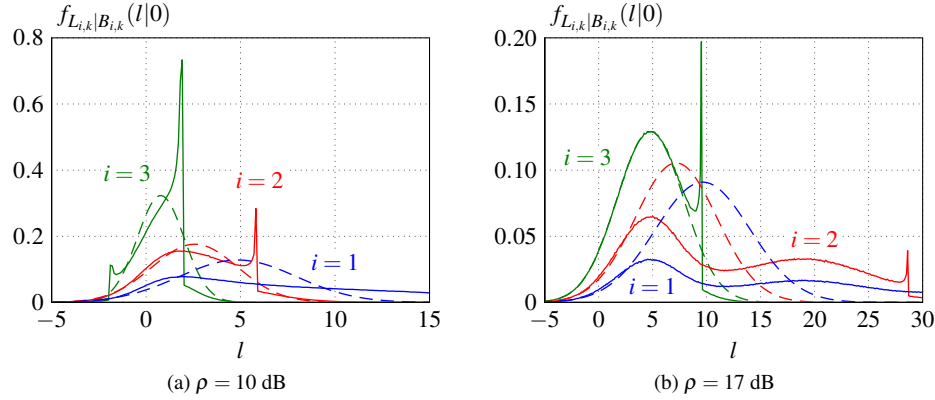 f_{L_{i,k}|B_{i,k}}(l|0)
0.8
0.6
0.4
0.2
0
i = 3
i = 2
i = 1
−5 0 5 10 15
l
(a) ρ = 10 dB
f_{L_{i,k}|B_{i,k}}(l|0)
0.20
0.15
0.10
0.05
0
i = 3
i = 2
i = 1
−5 0 5 10 15 20 25 30
l
(b) ρ = 17 dB